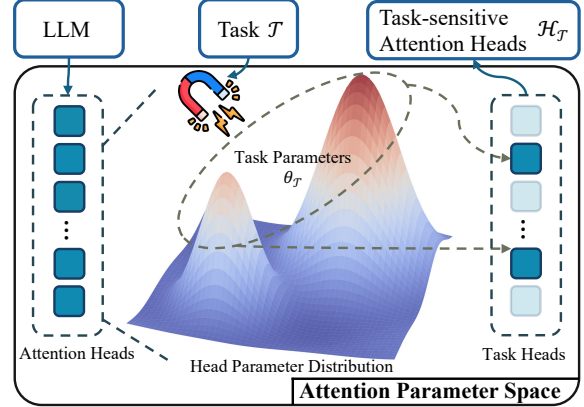 LLM
Task 𝒯
Task-sensitive
Attention Heads ℋ𝒯
Task Parameters
θ𝒯
...
...
Attention Heads
Head Parameter Distribution
Task Heads
Attention Parameter Space